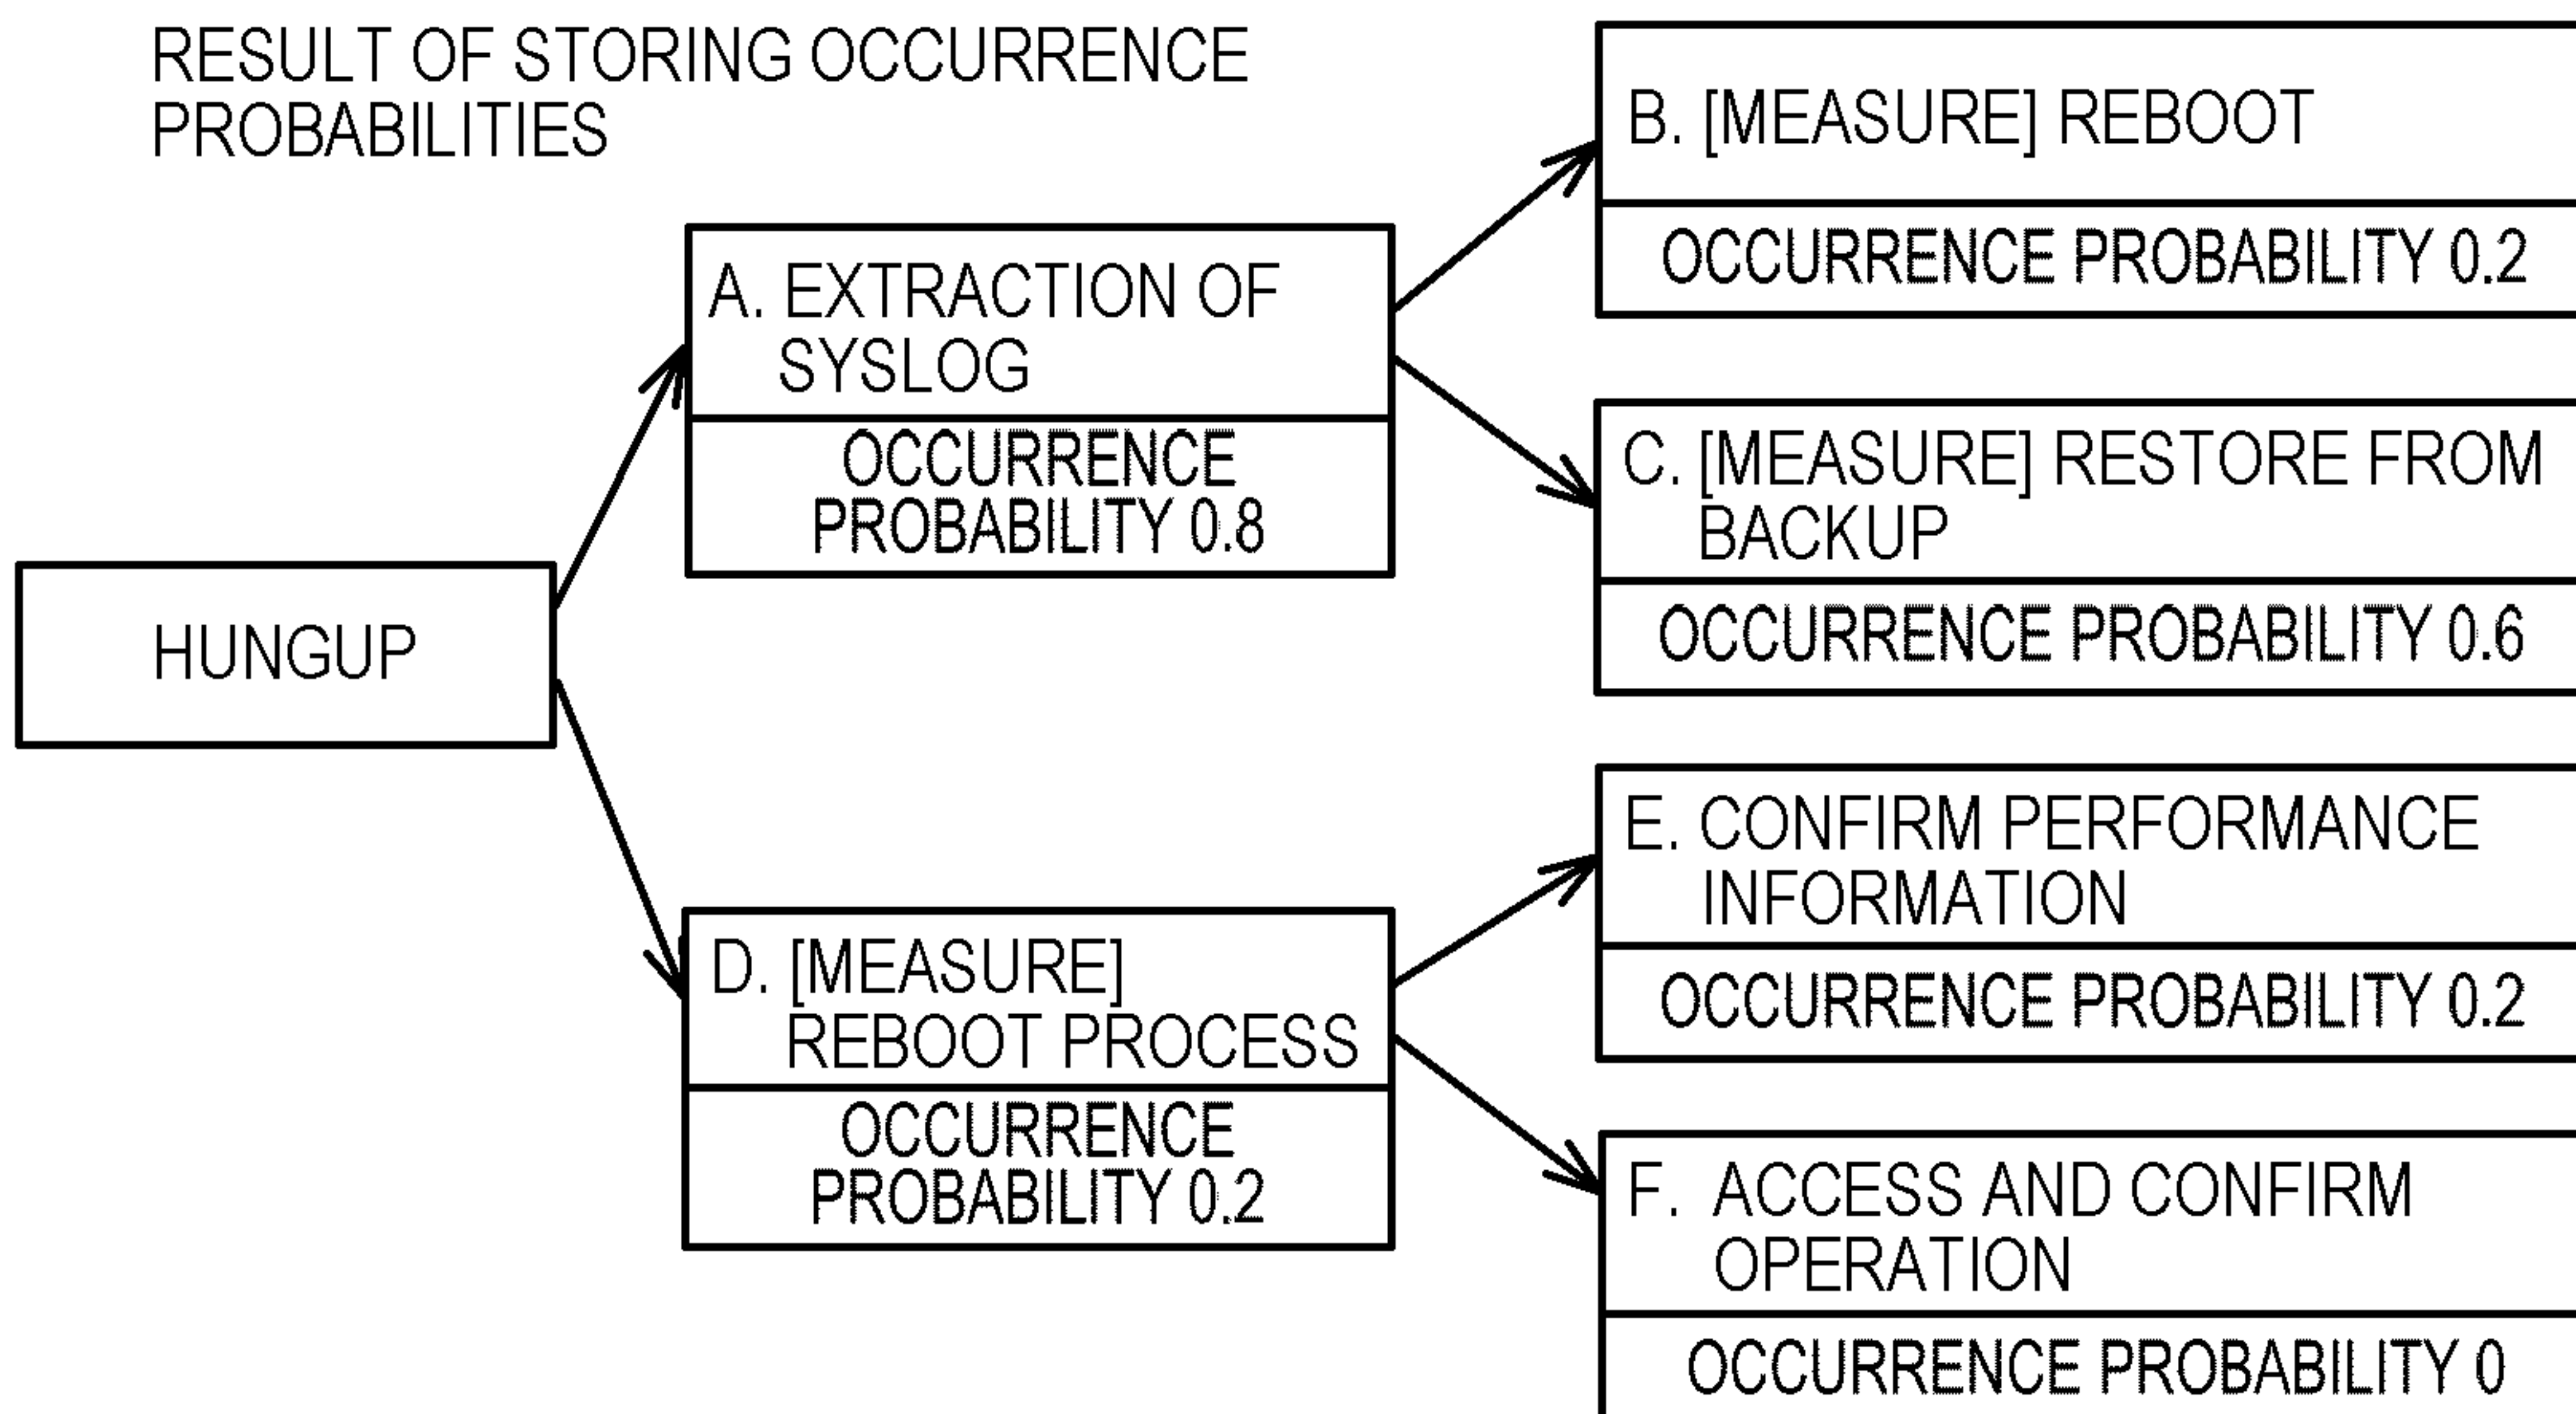 RESULT OF STORING OCCURRENCE
PROBABILITIES
HUNGUP
A. EXTRACTION OF
SYSLOG
OCCURRENCE
PROBABILITY 0.8
B. [MEASURE] REBOOT
OCCURRENCE PROBABILITY 0.2
C. [MEASURE] RESTORE FROM
BACKUP
OCCURRENCE PROBABILITY 0.6
D. [MEASURE]
REBOOT PROCESS
OCCURRENCE
PROBABILITY 0.2
E. CONFIRM PERFORMANCE
INFORMATION
OCCURRENCE PROBABILITY 0.2
F. ACCESS AND CONFIRM
OPERATION
OCCURRENCE PROBABILITY 0